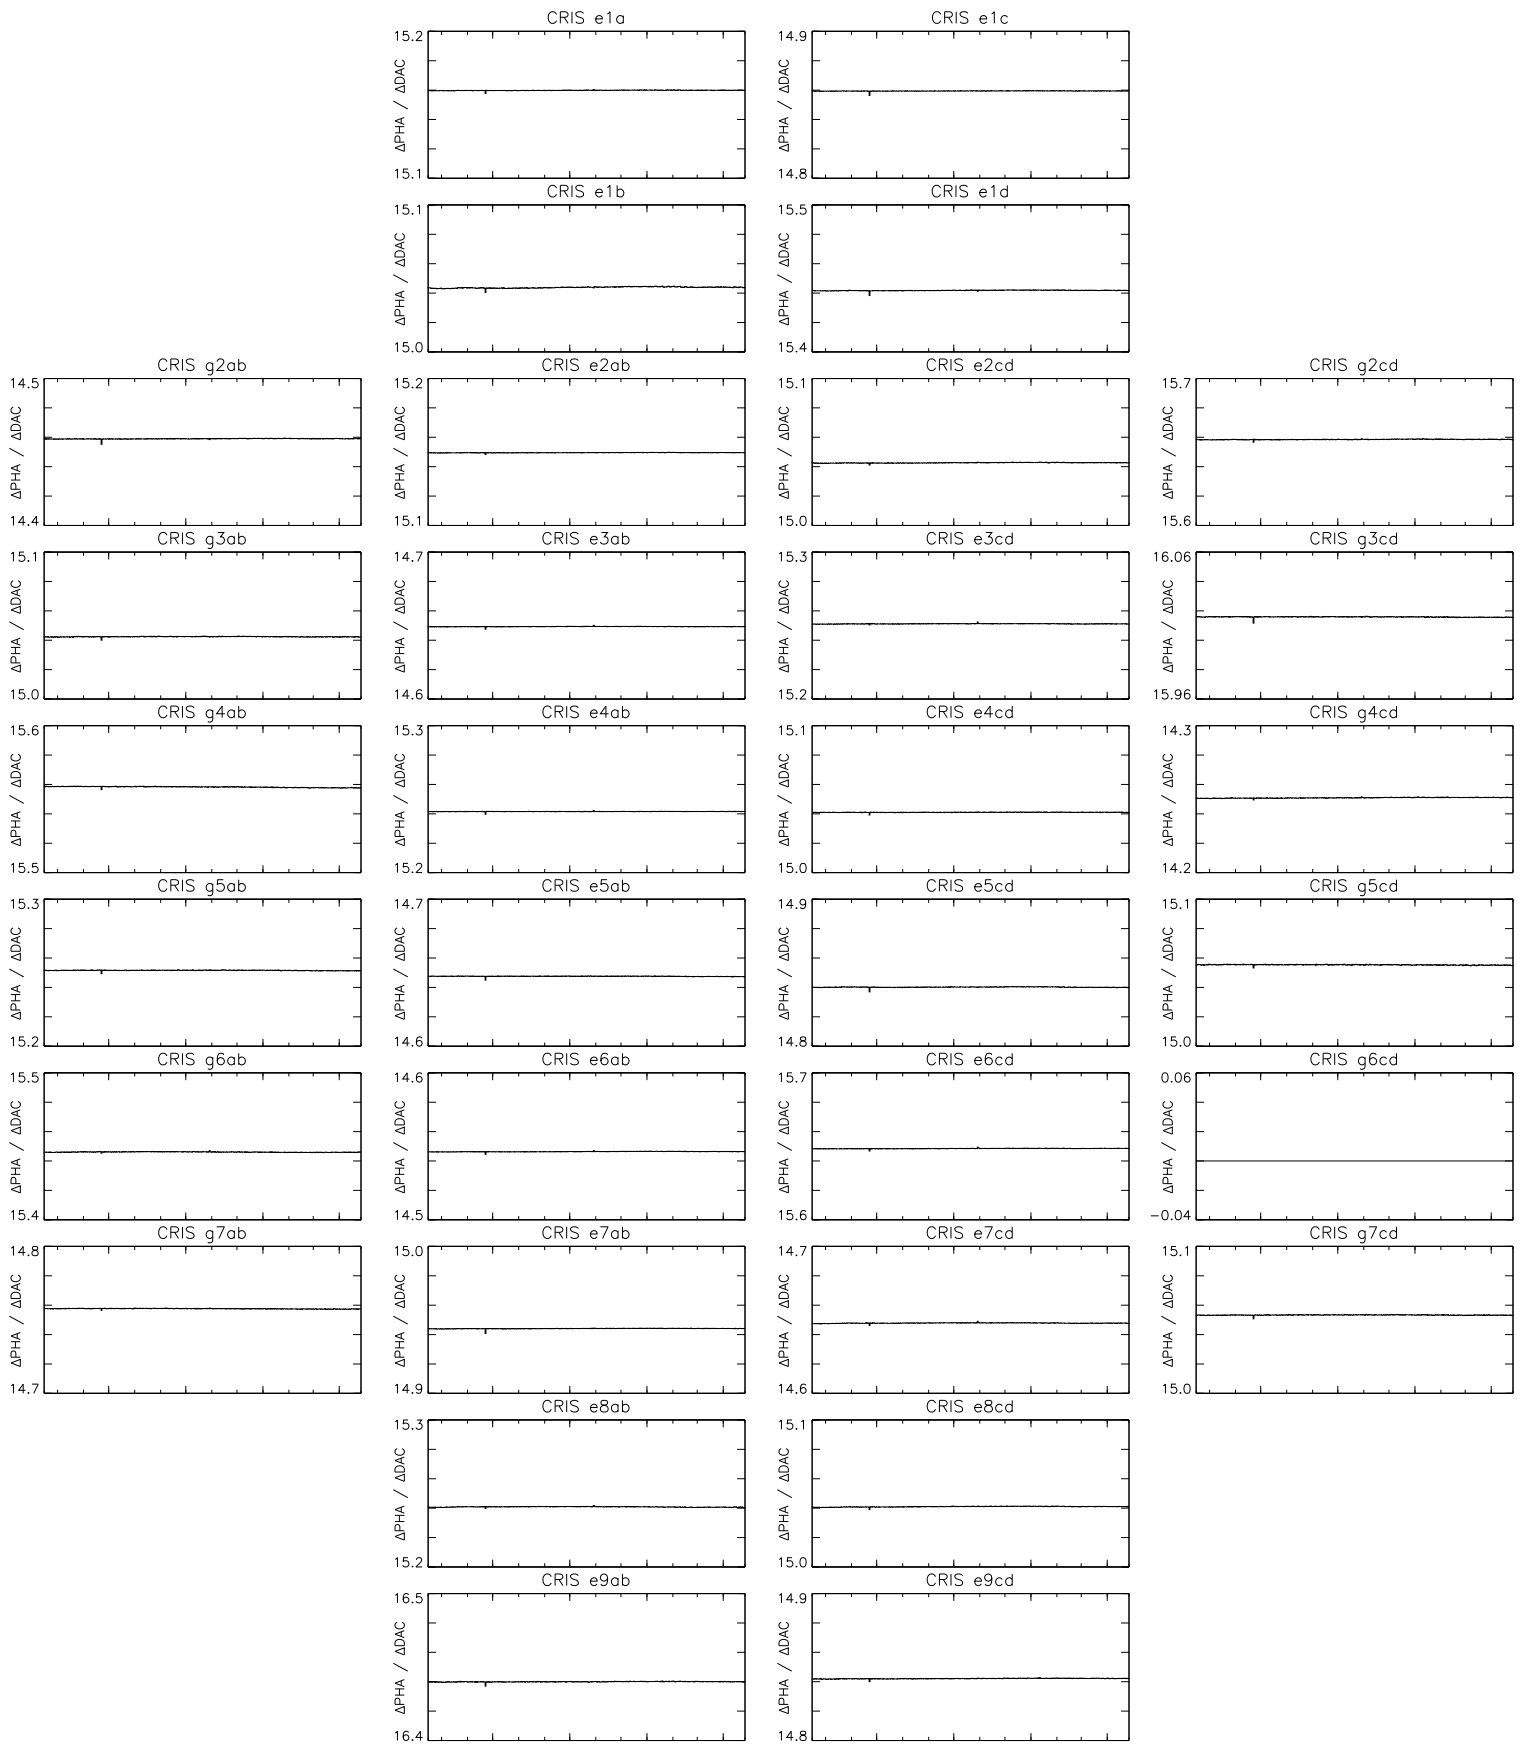 CRIS e1a
CRIS e1c
15.2
ΔPHA / ΔDAC
15.1
14.9
ΔPHA / ΔDAC
14.8
CRIS e1b
CRIS e1d
15.1
ΔPHA / ΔDAC
15.0
15.5
ΔPHA / ΔDAC
15.4
CRIS g2ab
CRIS e2ab
CRIS e2cd
CRIS g2cd
14.5
ΔPHA / ΔDAC
14.4
15.2
ΔPHA / ΔDAC
15.1
15.1
ΔPHA / ΔDAC
15.0
15.7
ΔPHA / ΔDAC
15.6
CRIS g3ab
CRIS e3ab
CRIS e3cd
CRIS g3cd
15.1
ΔPHA / ΔDAC
15.0
14.7
ΔPHA / ΔDAC
14.6
15.3
ΔPHA / ΔDAC
15.2
16.06
ΔPHA / ΔDAC
15.96
CRIS g4ab
CRIS e4ab
CRIS e4cd
CRIS g4cd
15.6
ΔPHA / ΔDAC
15.5
15.3
ΔPHA / ΔDAC
15.2
15.1
ΔPHA / ΔDAC
15.0
14.3
ΔPHA / ΔDAC
14.2
CRIS g5ab
CRIS e5ab
CRIS e5cd
CRIS g5cd
15.3
ΔPHA / ΔDAC
15.2
14.7
ΔPHA / ΔDAC
14.6
14.9
ΔPHA / ΔDAC
14.8
15.1
ΔPHA / ΔDAC
15.0
CRIS g6ab
CRIS e6ab
CRIS e6cd
CRIS g6cd
15.5
ΔPHA / ΔDAC
15.4
14.6
ΔPHA / ΔDAC
14.5
15.7
ΔPHA / ΔDAC
15.6
0.06
ΔPHA / ΔDAC
−0.04
CRIS g7ab
CRIS e7ab
CRIS e7cd
CRIS g7cd
14.8
ΔPHA / ΔDAC
14.7
15.0
ΔPHA / ΔDAC
14.9
14.7
ΔPHA / ΔDAC
14.6
15.1
ΔPHA / ΔDAC
15.0
CRIS e8ab
CRIS e8cd
15.3
ΔPHA / ΔDAC
15.2
15.1
ΔPHA / ΔDAC
15.0
CRIS e9ab
CRIS e9cd
16.5
ΔPHA / ΔDAC
16.4
14.9
ΔPHA / ΔDAC
14.8